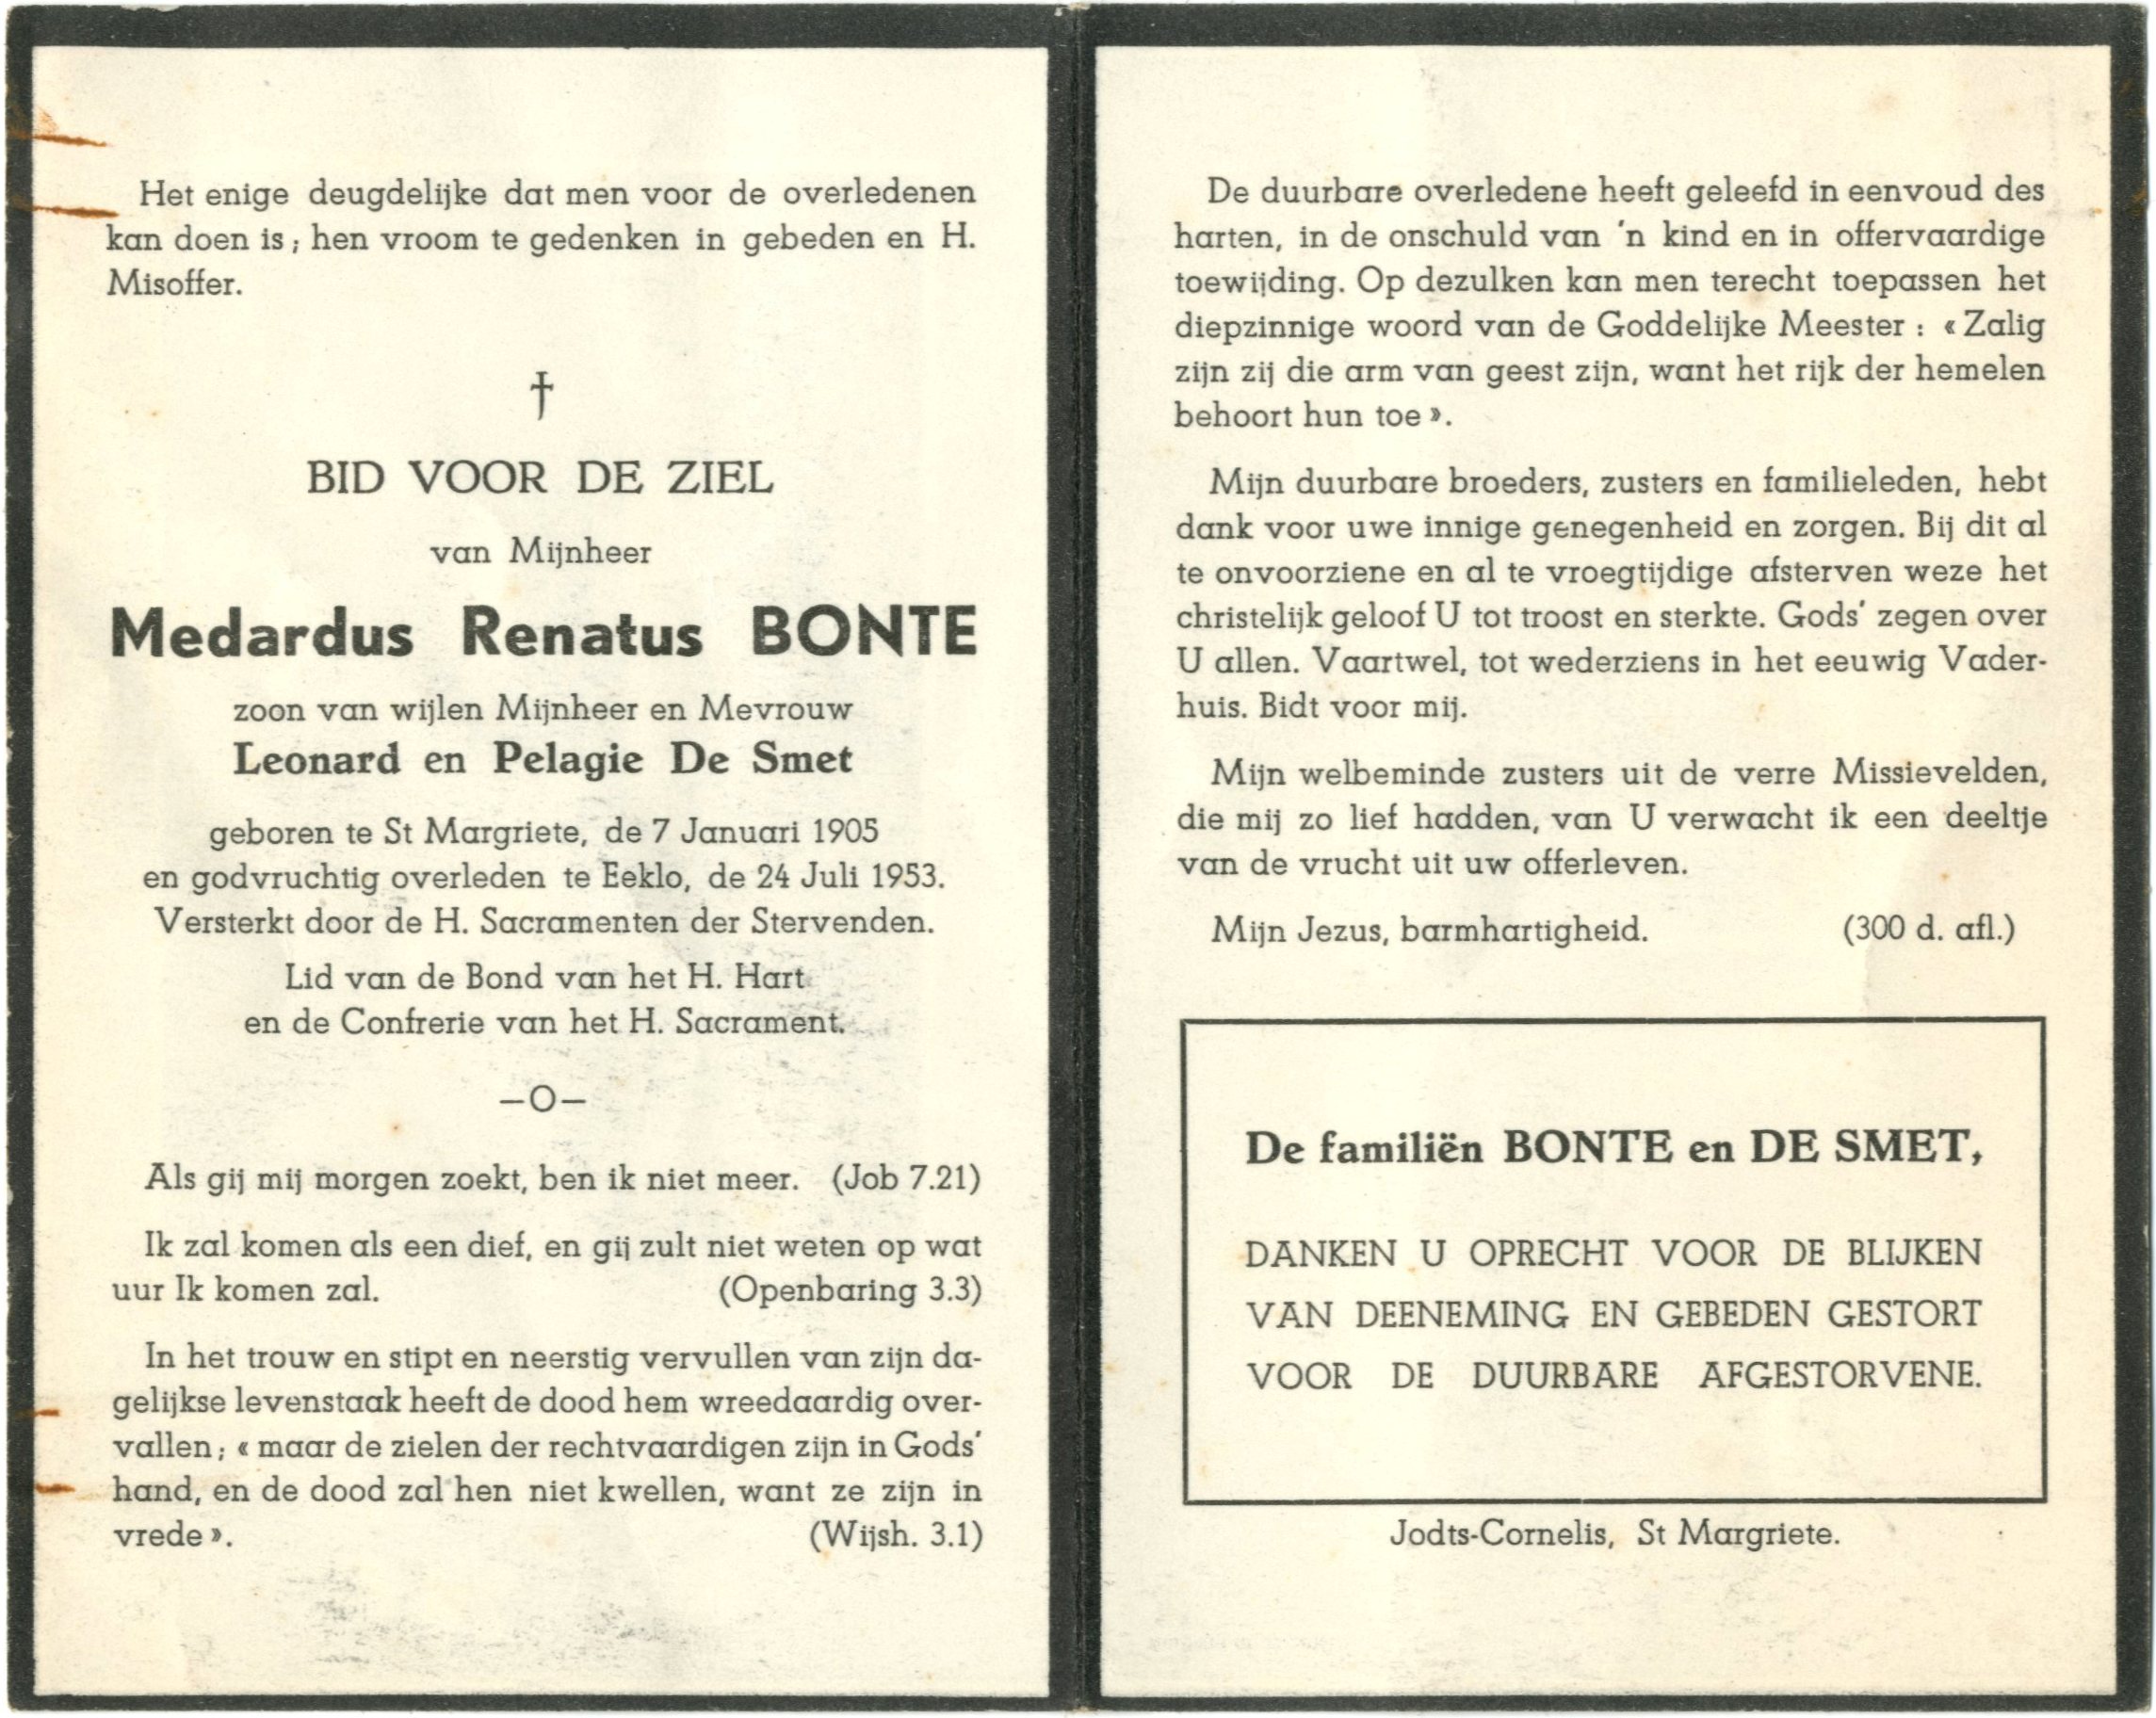 Het enige deugdelijke dat men voor de overledenen
kan doen is ; hen vroom te gedenken in gebeden en H.
Misoffer.
†
BID VOOR DE ZIEL
van Mijnheer
Medardus Renatus BONTE
zoon van wijlen Mijnheer en Mevrouw
Leonard en Pelagie De Smet
geboren te St Margriete, de 7 Januari 1905
en godvruchtig overleden te Eeklo, de 24 Juli 1953.
Versterkt door de H. Sacramenten der Stervenden.
Lid van de Bond van het H. Hart
en de Confrerie van het H. Sacrament.
—O—
Als gij mij morgen zoekt, ben ik niet meer. (Job 7.21)
Ik zal komen als een dief, en gij zult niet weten op wat
uur Ik komen zal. (Openbaring 3.3)
In het trouw en stipt en neerstig vervullen van zijn da-
gelijkse levenstaak heeft de dood hem wreedaardig over-
vallen ; « maar de zielen der rechtvaardigen zijn in Gods'
hand, en de dood zal hen niet kwellen, want ze zijn in
vrede ». (Wijsh. 3.1)
De duurbare overledene heeft geleefd in eenvoud des
harten, in de onschuld van 'n kind en in offervaardige
toewijding. Op dezulken kan men terecht toepassen het
diepzinnige woord van de Goddelijke Meester : « Zalig
zijn zij die arm van geest zijn, want het rijk der hemelen
behoort hun toe ».
Mijn duurbare broeders, zusters en familieleden, hebt
dank voor uwe innige genegenheid en zorgen. Bij dit al
te onvoorziene en al te vroegtijdige afsterven weze het
christelijk geloof U tot troost en sterkte. Gods' zegen over
U allen. Vaartwel, tot wederziens in het eeuwig Vader-
huis. Bidt voor mij.
Mijn welbeminde zusters uit de verre Missievelden,
die mij zo lief hadden, van U verwacht ik een deeltje
van de vrucht uit uw offerleven.
Mijn Jezus, barmhartigheid. (300 d. afl.)
De familiën BONTE en DE SMET,
DANKEN U OPRECHT VOOR DE BLIJKEN
VAN DEENEMING EN GEBEDEN GESTORT
VOOR DE DUURBARE AFGESTORVENE.
Jodts-Cornelis, St Margriete.